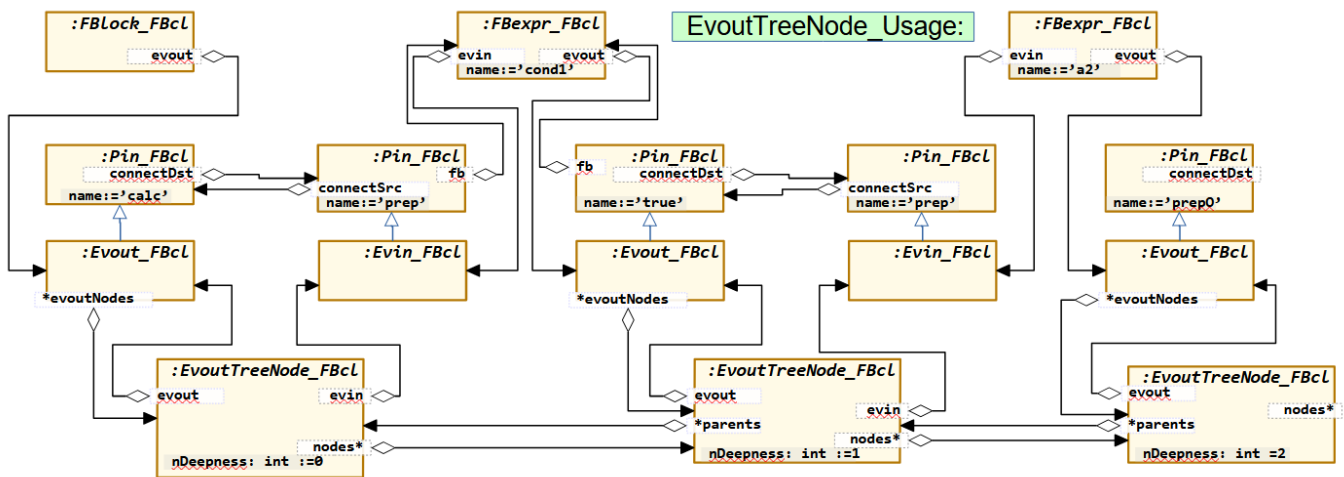 :FBlock_FBcl
evout
:FBexpr_FBcl
evin
evout
name:='cond1'
EvoutTreeNode_Usage:
:FBexpr_FBcl
evin
evout
name:='a2'
:Pin_FBcl
connectDst
name:='calc'
:Pin_FBcl
fb
connectSrc
name:='prep'
:Pin_FBcl
fb
connectDst
name:='true'
:Pin_FBcl
connectSrc
name:='prep'
:Pin_FBcl
connectDst
name:='prepO'
:Evout_FBcl
*evoutNodes
:Evin_FBcl
:Evout_FBcl
*evoutNodes
:Evin_FBcl
:Evout_FBcl
*evoutNodes
:EvoutTreeNode_FBcl
evout
evin
nodes*
nDeepness: int :=0
:EvoutTreeNode_FBcl
evout
evin
*parents
nodes*
nDeepness: int :=1
:EvoutTreeNode_FBcl
evout
nodes*
*parents
nDeepness: int =2